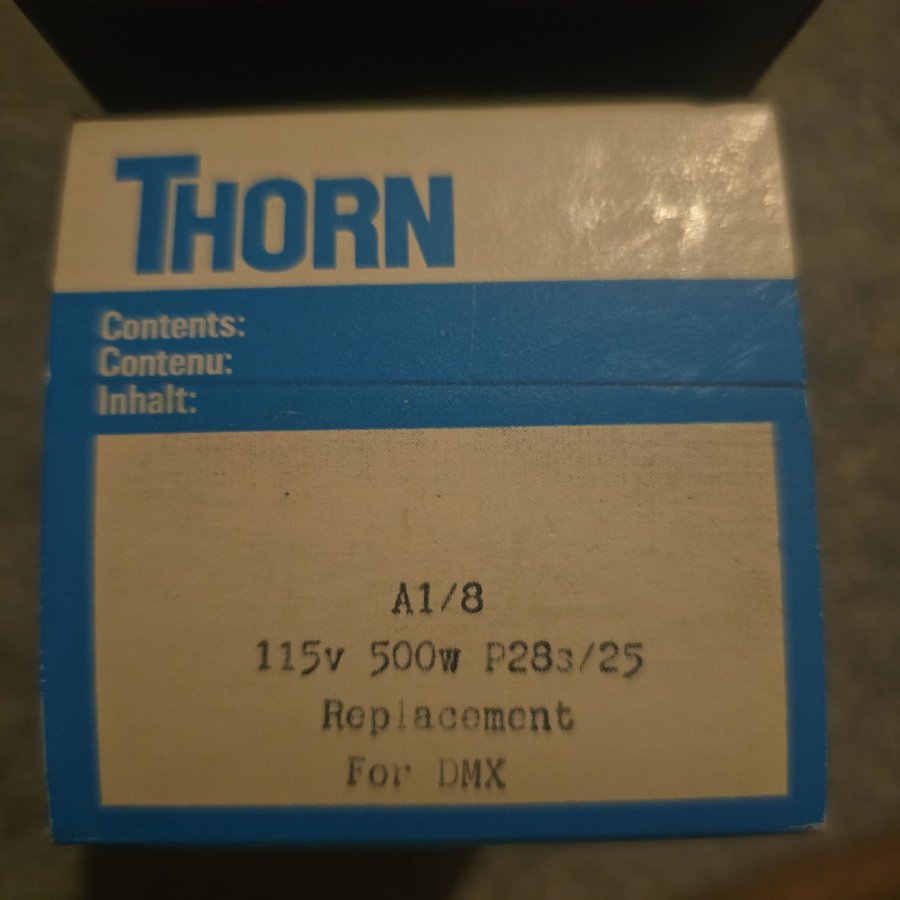 THORN
Contents:
Contenu:
Inhalt:
A1/8
115v 500w P28s/25
Replacement
For DMX